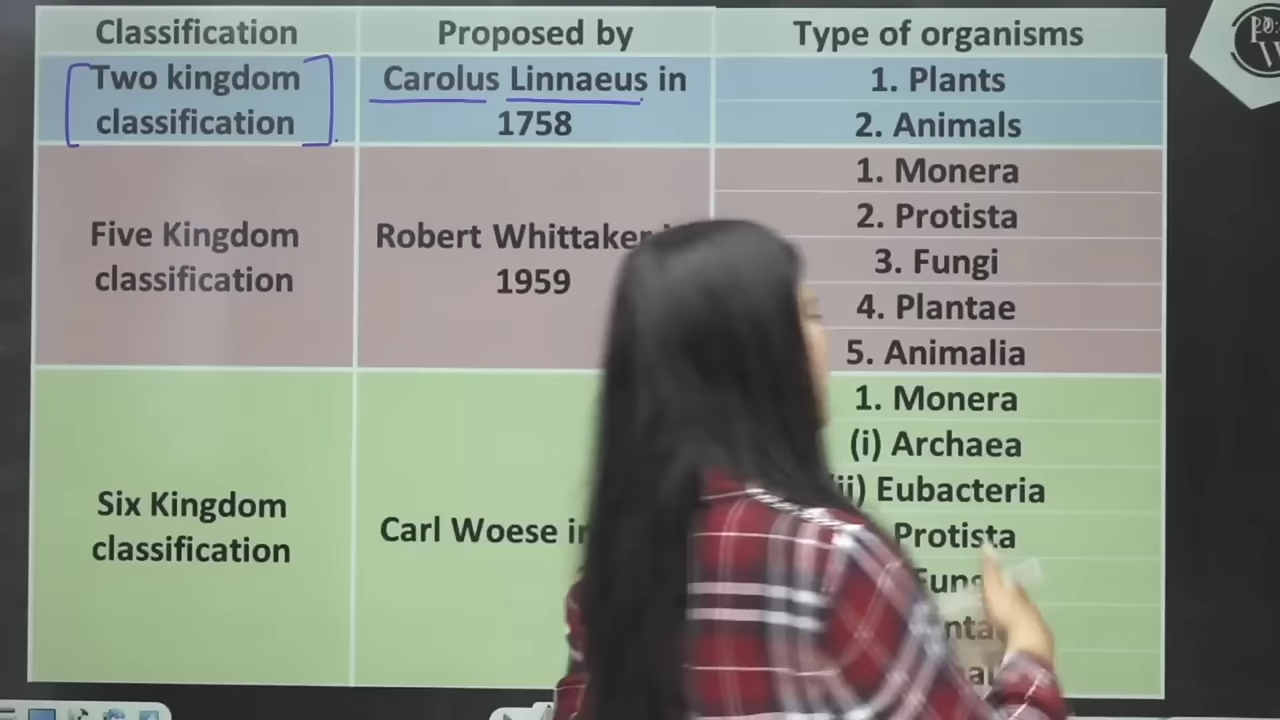 Classification
Proposed by
Type of organisms
Two kingdom
classification
Carolus Linnaeus in
1758
1. Plants
2. Animals
Five Kingdom
classification
Robert Whittaker
1959
1. Monera
2. Protista
3. Fungi
4. Plantae
5. Animalia
Six Kingdom
classification
Carl Woese in
1. Monera
(i) Archaea
(ii) Eubacteria
Protista